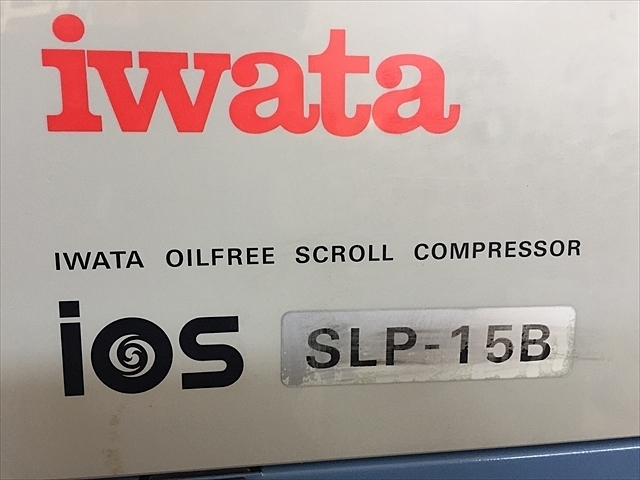 iwata
IWATA OILFREE SCROLL COMPRESSOR
ios SLP-15B